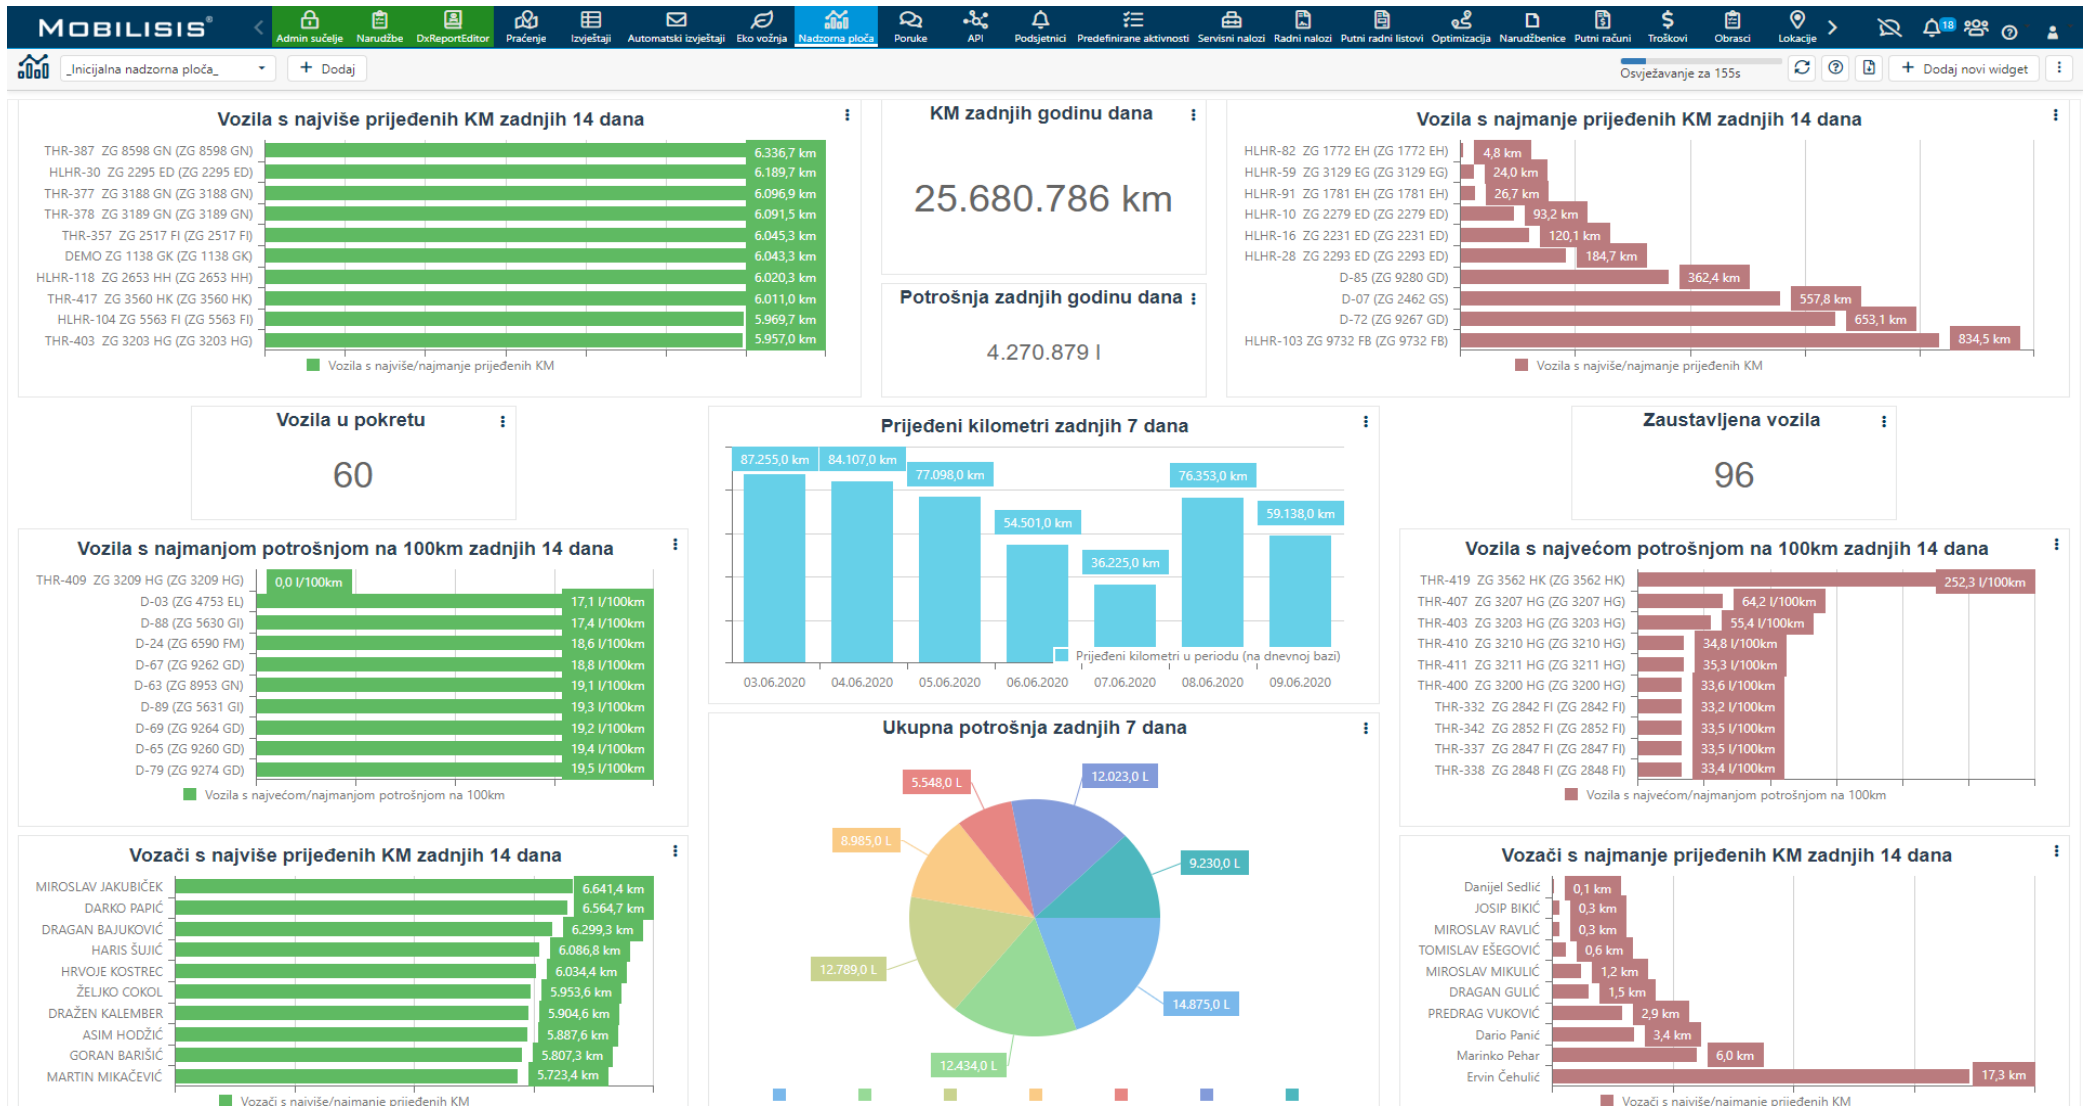 MOBILISIS®
Admin sučelje
Narudžbe
DxReportEditor
Praćenje
Izvještaji
Automatski izvještaji
Eko vožnja
Nadzorna ploča
Poruke
API
Podsjetnici
Predefinirane aktivnosti
Servisni nalozi
Radni nalozi
Putni radni listovi
Optimizacija
Narudžbenice
Putni računi
Troškovi
Obrasci
Lokacije
18
_Inicijalna nadzorna ploča_
+ Dodaj
Osvježavanje za 155s
+ Dodaj novi widget
Vozila s najviše prijeđenih KM zadnjih 14 dana
THR-387 ZG 8598 GN (ZG 8598 GN) 6.336,7 km
HLHR-30 ZG 2295 ED (ZG 2295 ED) 6.189,7 km
THR-377 ZG 3188 GN (ZG 3188 GN) 6.096,9 km
THR-378 ZG 3189 GN (ZG 3189 GN) 6.091,5 km
THR-357 ZG 2517 FI (ZG 2517 FI) 6.045,3 km
DEMO ZG 1138 GK (ZG 1138 GK) 6.043,3 km
HLHR-118 ZG 2653 HH (ZG 2653 HH) 6.020,3 km
THR-417 ZG 3560 HK (ZG 3560 HK) 6.011,0 km
HLHR-104 ZG 5563 FI (ZG 5563 FI) 5.969,7 km
THR-403 ZG 3203 HG (ZG 3203 HG) 5.957,0 km
Vozila s najviše/najmanje prijeđenih KM
KM zadnjih godinu dana
25.680.786 km
Potrošnja zadnjih godinu dana
4.270.879 l
Vozila s najmanje prijeđenih KM zadnjih 14 dana
HLHR-82 ZG 1772 EH (ZG 1772 EH) 4,8 km
HLHR-59 ZG 3129 EG (ZG 3129 EG) 24,0 km
HLHR-91 ZG 1781 EH (ZG 1781 EH) 26,7 km
HLHR-10 ZG 2279 ED (ZG 2279 ED) 93,2 km
HLHR-16 ZG 2231 ED (ZG 2231 ED) 120,1 km
HLHR-28 ZG 2293 ED (ZG 2293 ED) 184,7 km
D-85 (ZG 9280 GD) 362,4 km
D-07 (ZG 2462 GS) 557,8 km
D-72 (ZG 9267 GD) 653,1 km
HLHR-103 ZG 9732 FB (ZG 9732 FB) 834,5 km
Vozila s najviše/najmanje prijeđenih KM
Vozila u pokretu
60
Prijeđeni kilometri zadnjih 7 dana
87.255,0 km
84.107,0 km
77.098,0 km
54.501,0 km
36.225,0 km
76.353,0 km
59.138,0 km
Prijeđeni kilometri u periodu (na dnevnoj bazi)
03.06.2020 04.06.2020 05.06.2020 06.06.2020 07.06.2020 08.06.2020 09.06.2020
Zaustavljena vozila
96
Vozila s najmanjom potrošnjom na 100km zadnjih 14 dana
THR-409 ZG 3209 HG (ZG 3209 HG) 0,0 l/100km
D-03 (ZG 4753 EL) 17,1 l/100km
D-88 (ZG 5630 GI) 17,4 l/100km
D-24 (ZG 6590 FM) 18,6 l/100km
D-67 (ZG 9262 GD) 18,8 l/100km
D-63 (ZG 8953 GN) 19,1 l/100km
D-89 (ZG 5631 GI) 19,3 l/100km
D-69 (ZG 9264 GD) 19,2 l/100km
D-65 (ZG 9260 GD) 19,4 l/100km
D-79 (ZG 9274 GD) 19,5 l/100km
Vozila s najvećom/najmanjom potrošnjom na 100km
Ukupna potrošnja zadnjih 7 dana
12.023,0 L
5.548,0 L
8.985,0 L
9.230,0 L
12.789,0 L
14.875,0 L
12.434,0 L
Vozila s najvećom potrošnjom na 100km zadnjih 14 dana
THR-419 ZG 3562 HK (ZG 3562 HK) 252,3 l/100km
THR-407 ZG 3207 HG (ZG 3207 HG) 64,2 l/100km
THR-403 ZG 3203 HG (ZG 3203 HG) 55,4 l/100km
THR-410 ZG 3210 HG (ZG 3210 HG) 34,8 l/100km
THR-411 ZG 3211 HG (ZG 3211 HG) 35,3 l/100km
THR-400 ZG 3200 HG (ZG 3200 HG) 33,6 l/100km
THR-332 ZG 2842 FI (ZG 2842 FI) 33,2 l/100km
THR-342 ZG 2852 FI (ZG 2852 FI) 33,5 l/100km
THR-337 ZG 2847 FI (ZG 2847 FI) 33,5 l/100km
THR-338 ZG 2848 FI (ZG 2848 FI) 33,4 l/100km
Vozila s najvećom/najmanjom potrošnjom na 100km
Vozači s najviše prijeđenih KM zadnjih 14 dana
MIROSLAV JAKUBIČEK 6.641,4 km
DARKO PAPIĆ 6.564,7 km
DRAGAN BAJUKOVIĆ 6.299,3 km
HARIS ŠUJIĆ 6.086,8 km
HRVOJE KOSTREC 6.034,4 km
ŽELJKO COKOL 5.953,6 km
DRAŽEN KALEMBER 5.904,6 km
ASIM HODŽIĆ 5.887,6 km
GORAN BARIŠIĆ 5.807,3 km
MARTIN MIKAČEVIĆ 5.723,4 km
Vozači s najviše/najmanje prijeđenih KM
Vozači s najmanje prijeđenih KM zadnjih 14 dana
Danijel Sedlić 0,1 km
JOSIP BIKIĆ 0,3 km
MIROSLAV RAVLIĆ 0,3 km
TOMISLAV EŠEGOVIĆ 0,6 km
MIROSLAV MIKULIĆ 1,2 km
DRAGAN GULIĆ 1,5 km
PREDRAG VUKOVIĆ 2,9 km
Dario Panić 3,4 km
Marinko Pehar 6,0 km
Ervin Čehulić 17,3 km
Vozači s najviše/najmanje prijeđenih KM